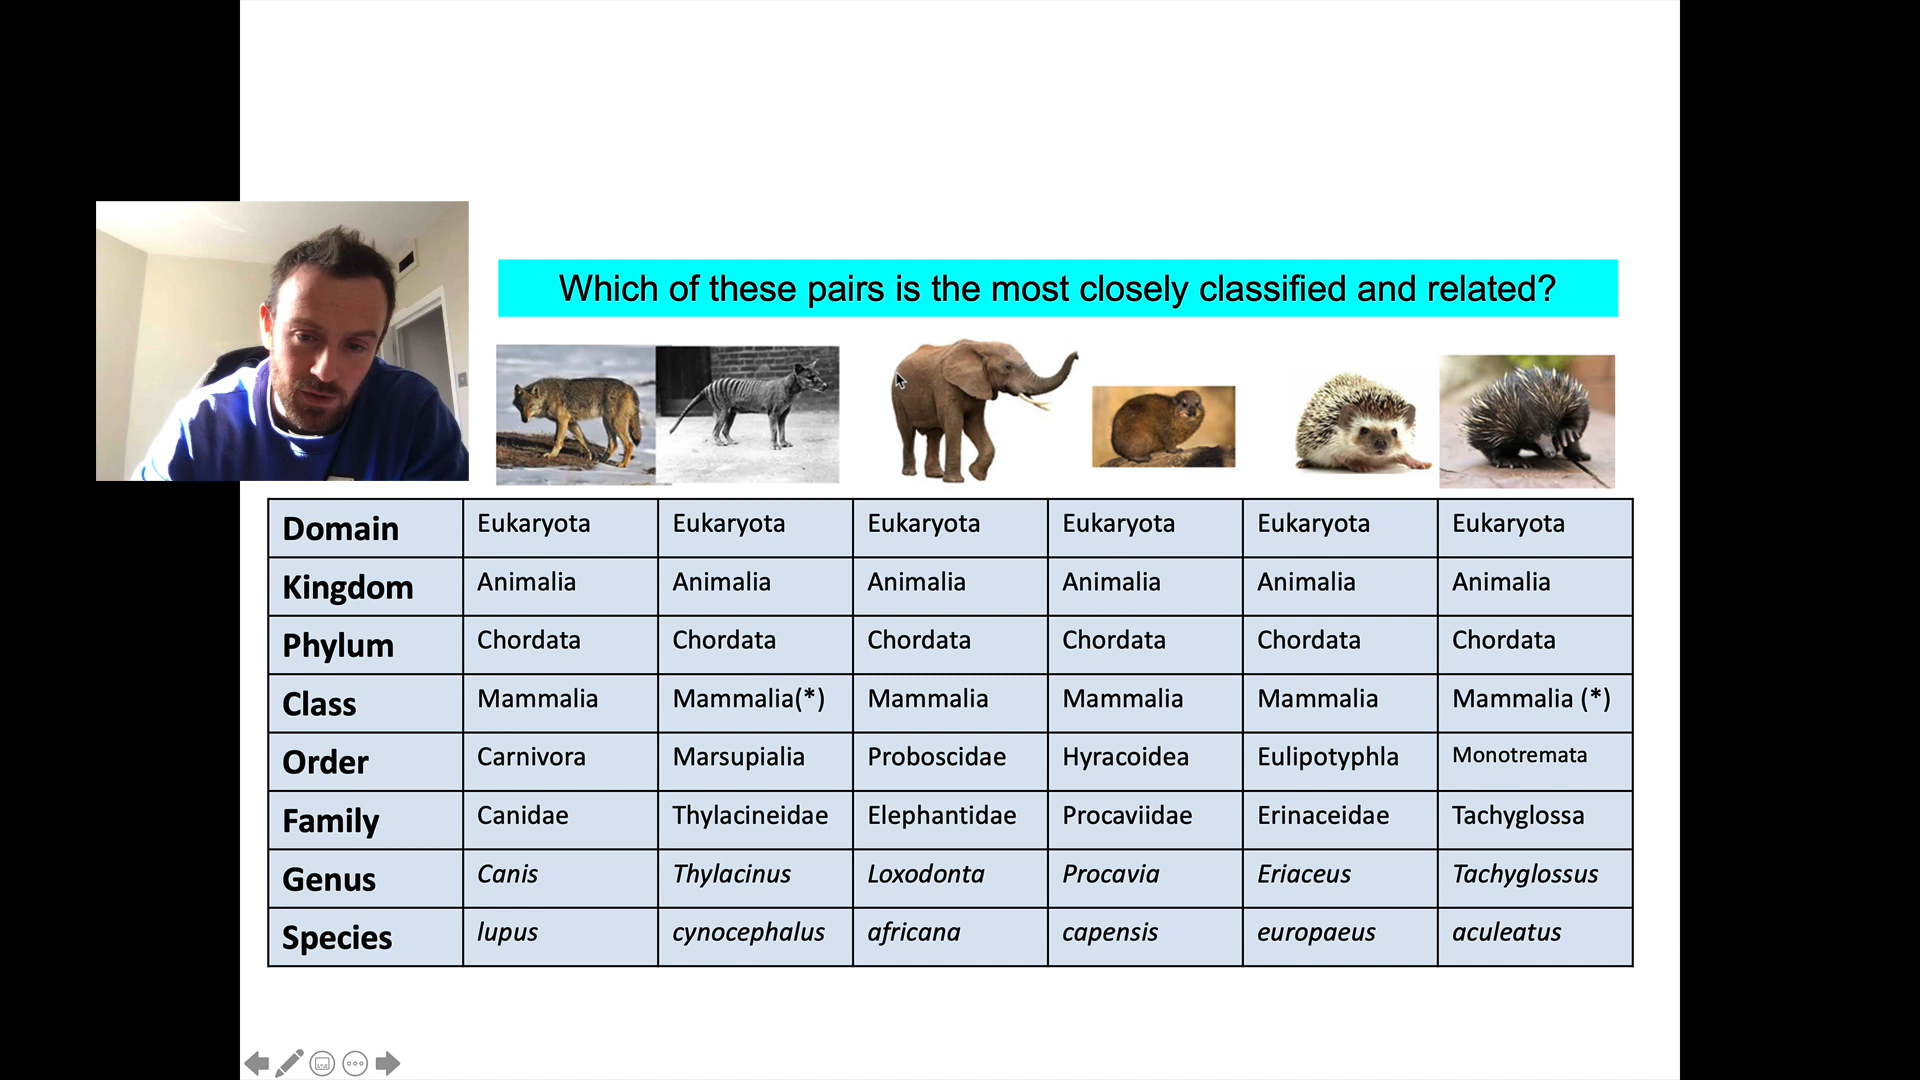 Which of these pairs is the most closely classified and related?
Domain Eukaryota Eukaryota Eukaryota Eukaryota Eukaryota Eukaryota
Kingdom Animalia Animalia Animalia Animalia Animalia Animalia
Phylum Chordata Chordata Chordata Chordata Chordata Chordata
Class Mammalia Mammalia(*) Mammalia Mammalia Mammalia Mammalia (*)
Order Carnivora Marsupialia Proboscidae Hyracoidea Eulipotyphla Monotremata
Family Canidae Thylacineidae Elephantidae Procaviidae Erinaceidae Tachyglossa
Genus Canis Thylacinus Loxodonta Procavia Eriaceus Tachyglossus
Species lupus cynocephalus africana capensis europaeus aculeatus